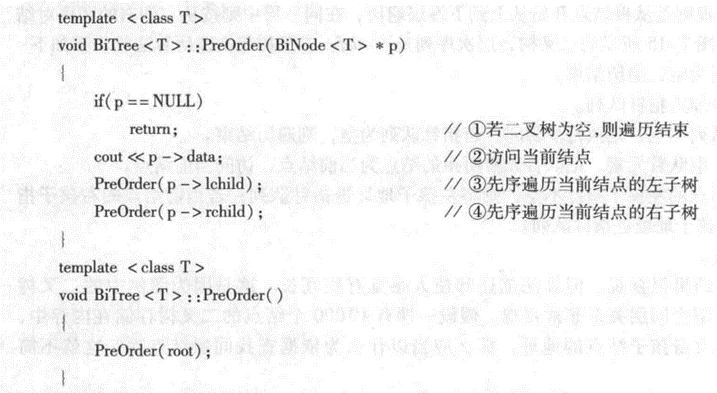 template <class T>
void BiTree<T>::PreOrder(BiNode<T> *p)
{
if(p==NULL)
return; // ①若二叉树为空,则遍历结束
cout<<p->data; // ②访问当前结点
PreOrder(p->lchild); // ③先序遍历当前结点的左子树
PreOrder(p->rchild); // ④先序遍历当前结点的右子树
}
template <class T>
void BiTree<T>::PreOrder()
{
PreOrder(root);
}